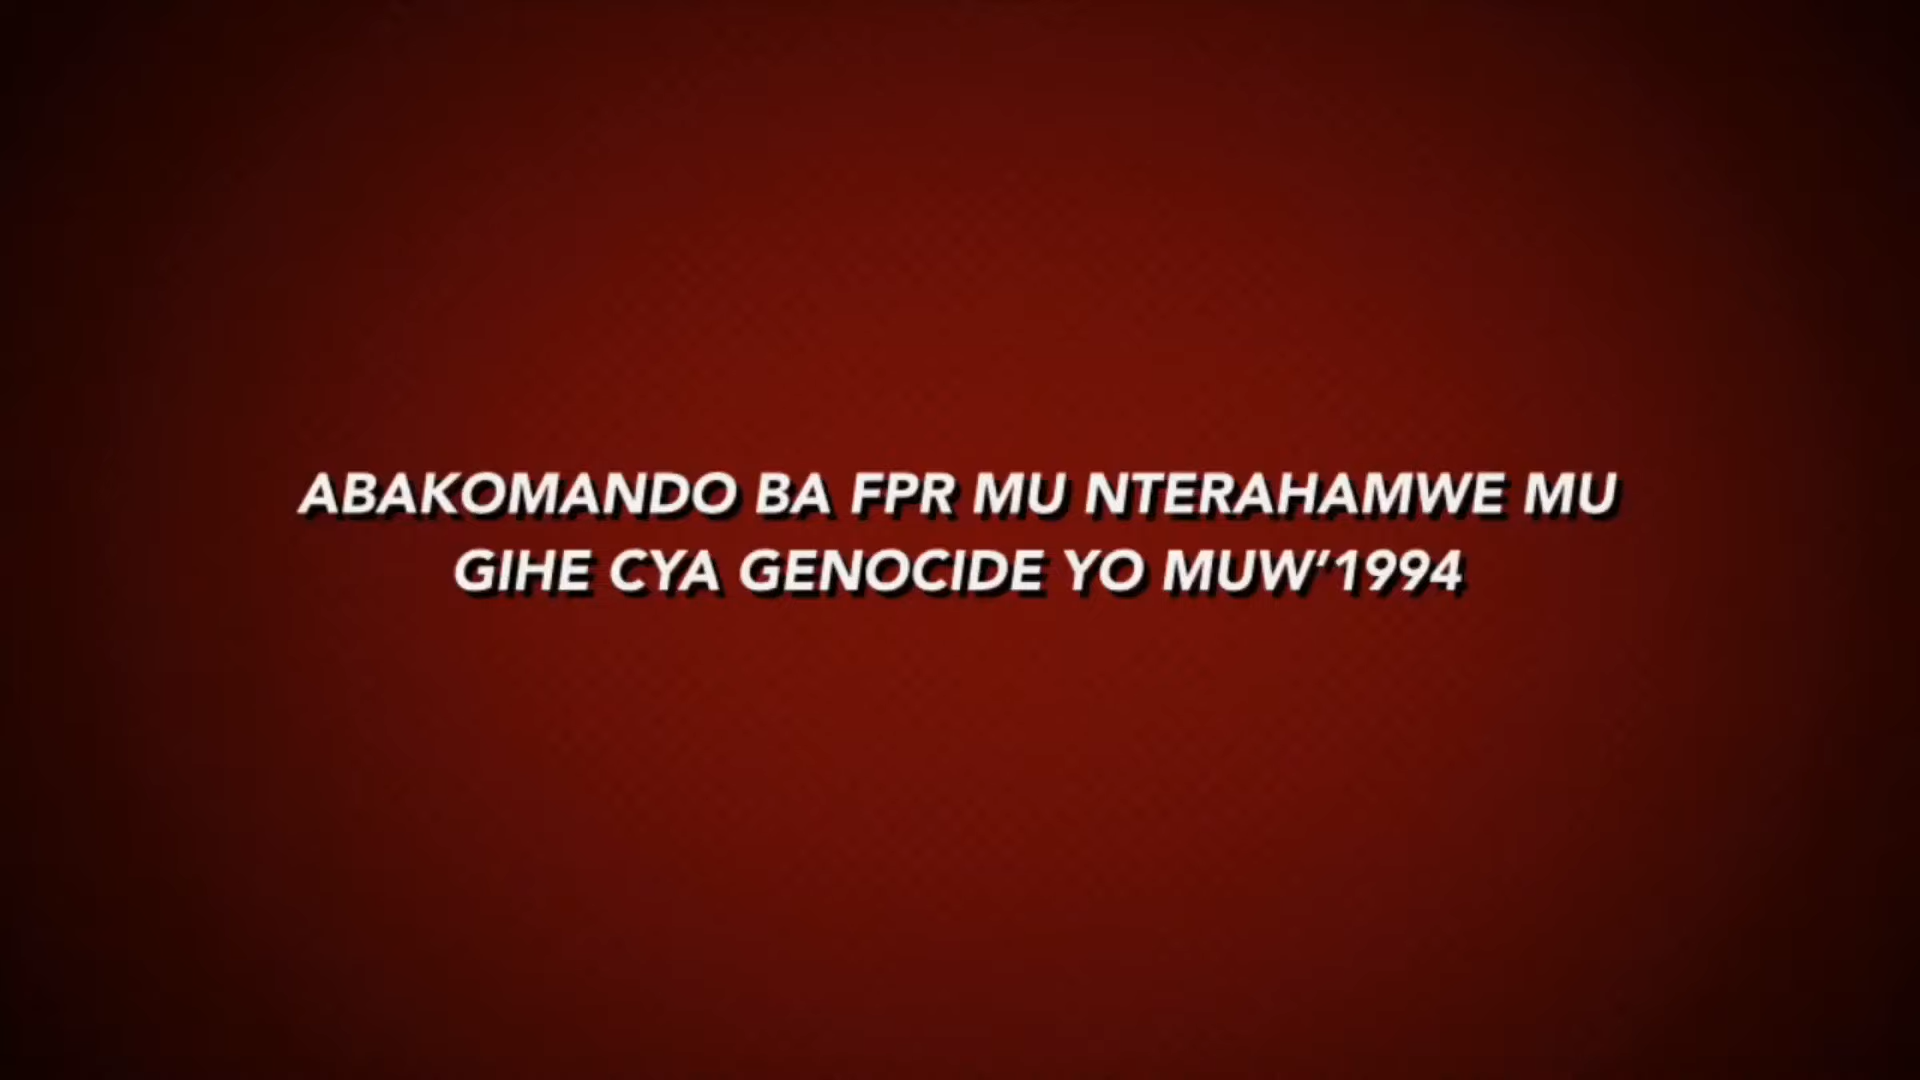 ABAKOMANDO BA FPR MU NTERAHAMWE MU
GIHE CYA GENOCIDE YO MUW’1994